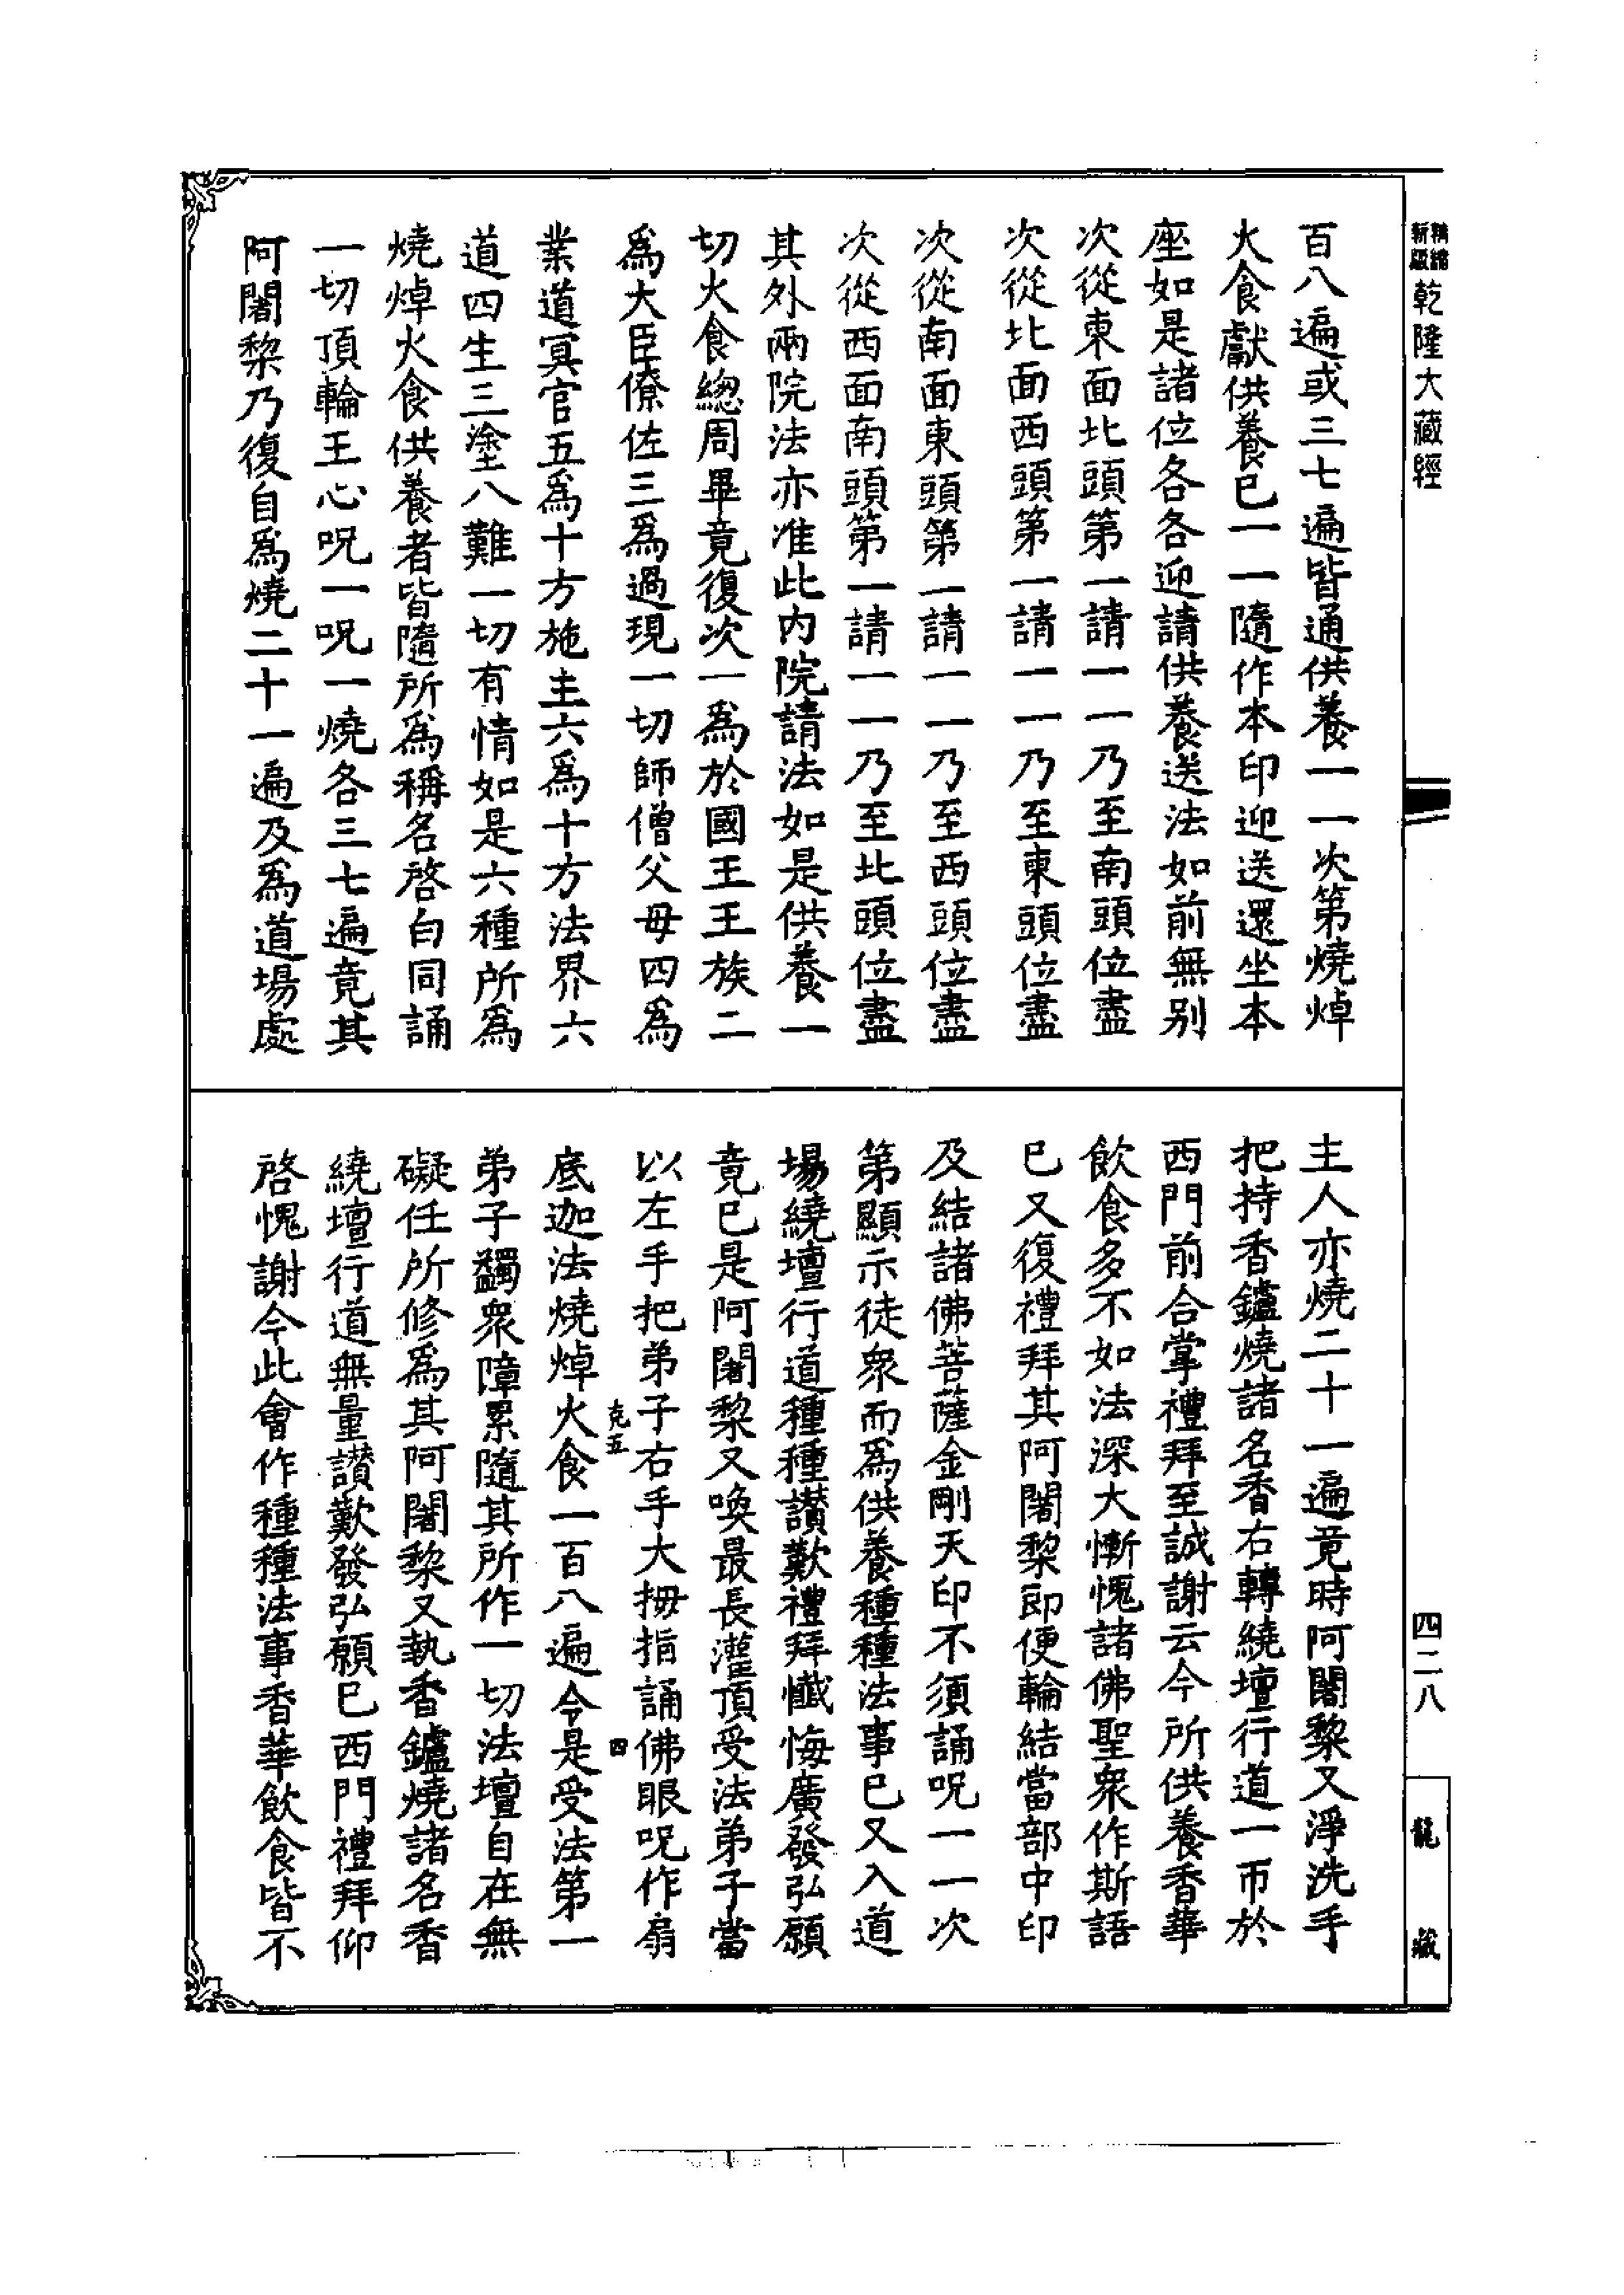 精縮
新版
乾隆大藏經
百八遍或三七遍皆通供養一一次第燒焯
火食獻供養已一一隨作本印迎送還坐本
座如是諸位各各迎請供養送法如前無别
次從東面北頭第一請一一乃至南頭位盡
次從北面西頭第一請一一乃至東頭位盡
次從南面東頭第一請一一乃至西頭位盡
次從西面南頭第一請一一乃至北頭位盡
其外兩院法亦准此内院請法如是供養一
切火食總周畢竟復次一爲於國王王族二
爲大臣僚佐三爲過現一切師僧父母四爲
業道冥官五爲十方施主六爲十方法界六
道四生三塗八難一切有情如是六種所爲
燒焯火食供養者皆隨所爲稱名啓白同誦
一切頂輪王心呪一呪一燒各三七遍竟其
阿闍黎乃復自爲燒二十一遍及爲道場處
主人亦燒二十一遍竟時阿闍黎又淨洗手
把持香鑪燒諸名香右轉繞壇行道一帀於
西門前合掌禮拜至誠謝云今所供養香華
飲食多不如法深大慚愧諸佛聖衆作斯語
已又復禮拜其阿闍黎即便輪結當部中印
及結諸佛菩薩金剛天印不須誦呪一一次
第顯示徒衆而爲供養種種法事已又入道
場繞壇行道種種讃歎禮拜懺悔廣發弘願
竟已是阿闍黎又喚最長灌頂受法弟子當
以左手把弟子右手大拇指誦佛眼呪作扇
克五
四
底迦法燒焯火食一百八遍今是受法第一
弟子蠲衆障累隨其所作一切法壇自在無
礙任所修爲其阿闍黎又執香鑪燒諸名香
繞壇行道無量讃歎發弘願已西門禮拜仰
啓愧謝今此會作種種法事香華飲食皆不
四二八
龍藏